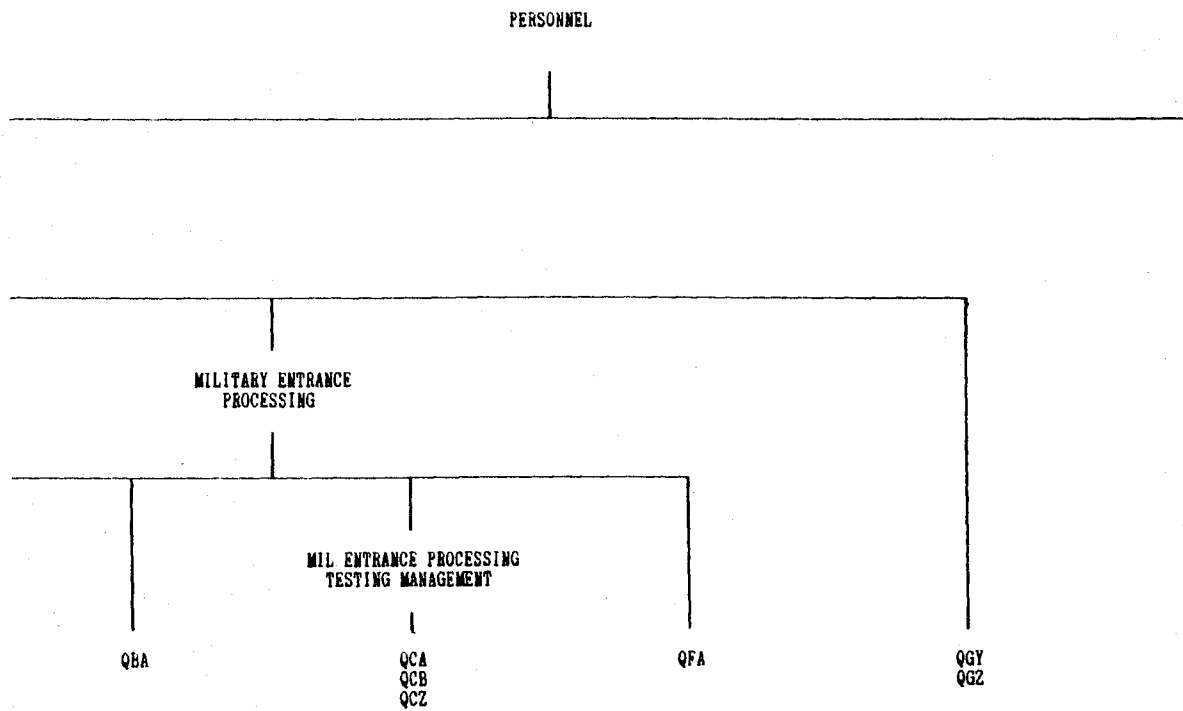 PERSONNEL
MILITARY ENTRANCE
PROCESSING
MIL ENTRANCE PROCESSING
TESTING MANAGEMENT
QBA
QCA
QCB
QCZ
QFA
QGY
QGZ